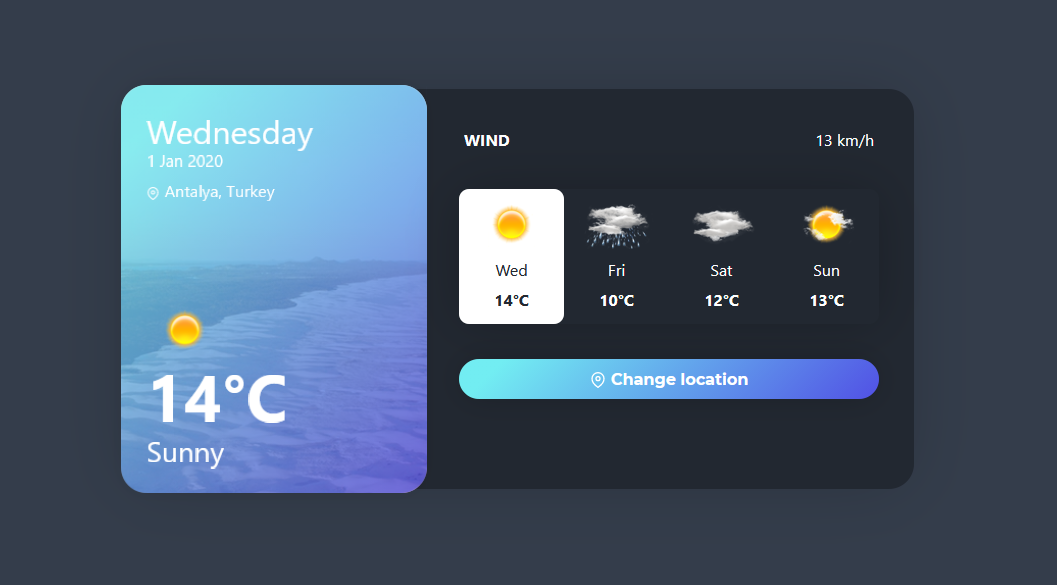 Wednesday
1 Jan 2020
Antalya, Turkey
14°C
Sunny
WIND 13 km/h
Wed Fri Sat Sun
14°C 10°C 12°C 13°C
Change location